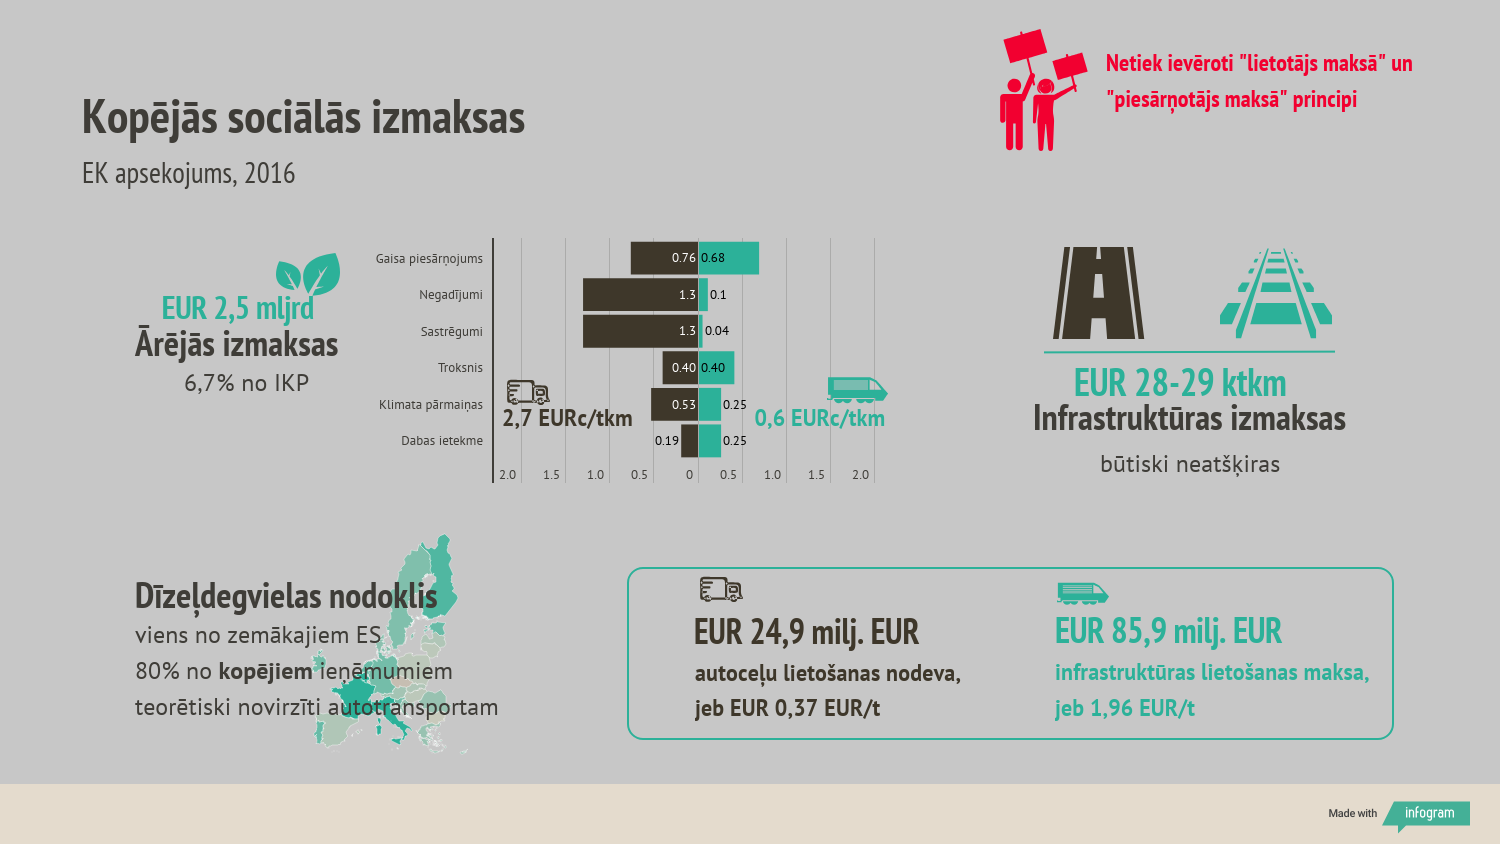 Netiek ievēroti "lietotājs maksā" un
"piesārņotājs maksā" principi
Kopējās sociālās izmaksas
EK apsekojums, 2016
EUR 2,5 mljrd
Ārējās izmaksas
6,7% no IKP
Gaisa piesārņojums
0.76 0.68
Negadījumi
1.3 0.1
Sastrēgumi
1.3 0.04
Troksnis
0.40 0.40
Klimata pārmaiņas
0.53 0.25
Dabas ietekme
0.19 0.25
2,7 EURc/tkm
0,6 EURc/tkm
2.0 1.5 1.0 0.5 0 0.5 1.0 1.5 2.0
EUR 28-29 ktkm
Infrastruktūras izmaksas
būtiski neatšķiras
Dīzeļdegvielas nodoklis
viens no zemākajiem ES
80% no kopējiem ieņēmumiem
teorētiski novirzīti autotransportam
EUR 24,9 milj. EUR
autoceļu lietošanas nodeva,
jeb EUR 0,37 EUR/t
EUR 85,9 milj. EUR
infrastruktūras lietošanas maksa,
jeb 1,96 EUR/t
Made with infogram